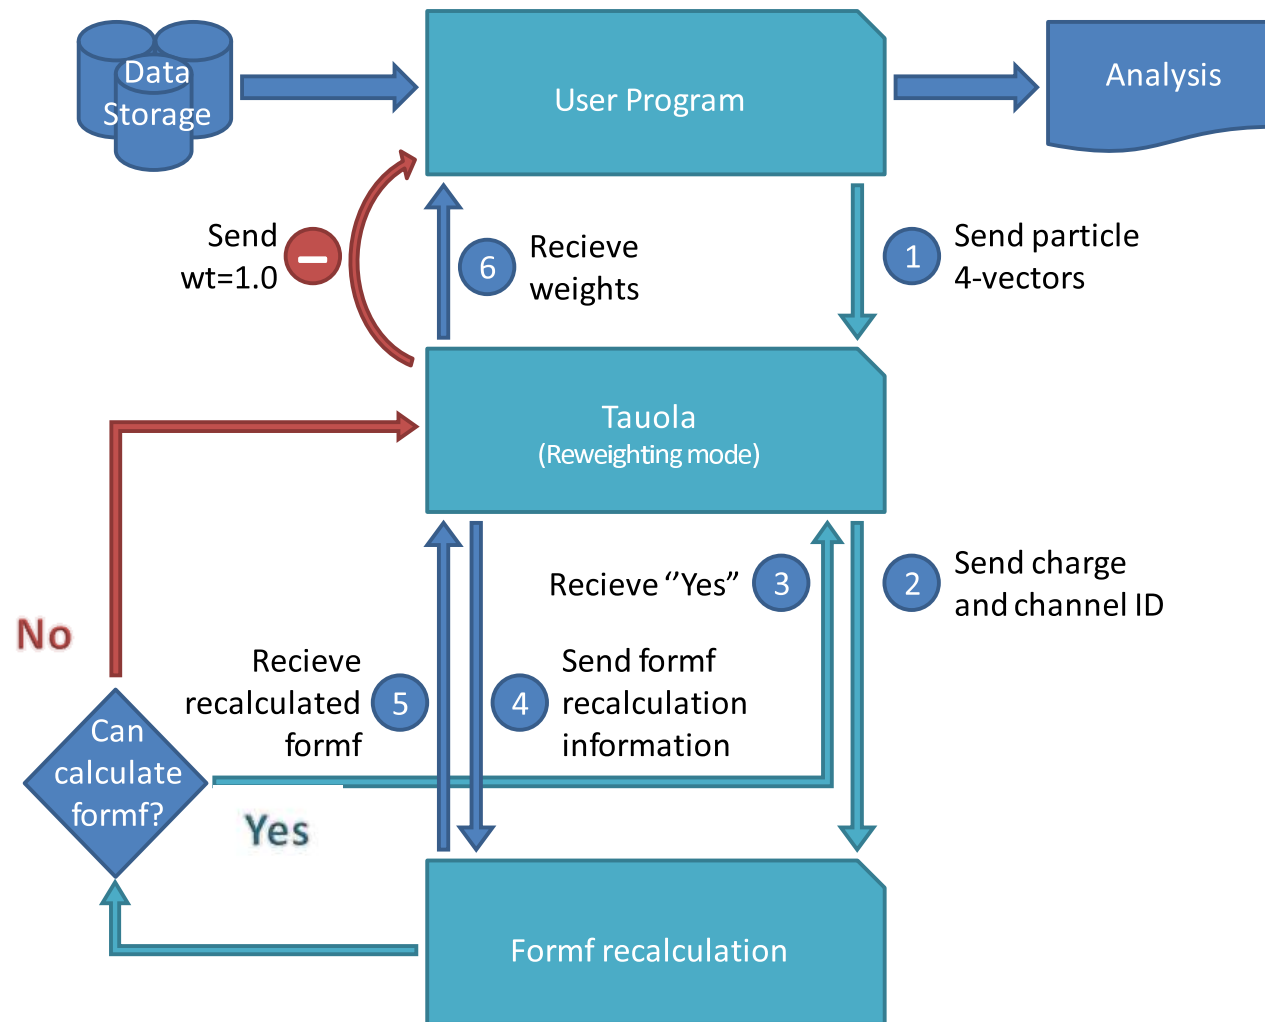 Data
Storage
User Program
Analysis
Send
wt=1.0
6
Recieve
weights
1
Send particle
4-vectors
Tauola
(Reweighting mode)
Recieve ‘’Yes”
3
2
Send charge
and channel ID
No
Recieve
recalculated
formf
5
4
Send formf
recalculation
information
Can
calculate
formf?
Yes
Formf recalculation